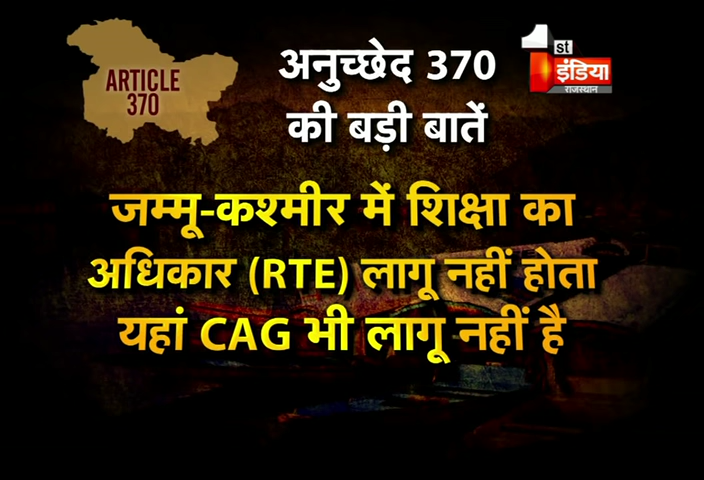 ARTICLE
370
अनुच्छेद 370
की बड़ी बातें
1st
इंडिया
राजस्थान
जम्मू-कश्मीर में शिक्षा का
अधिकार (RTE) लागू नहीं होता
यहां CAG भी लागू नहीं है